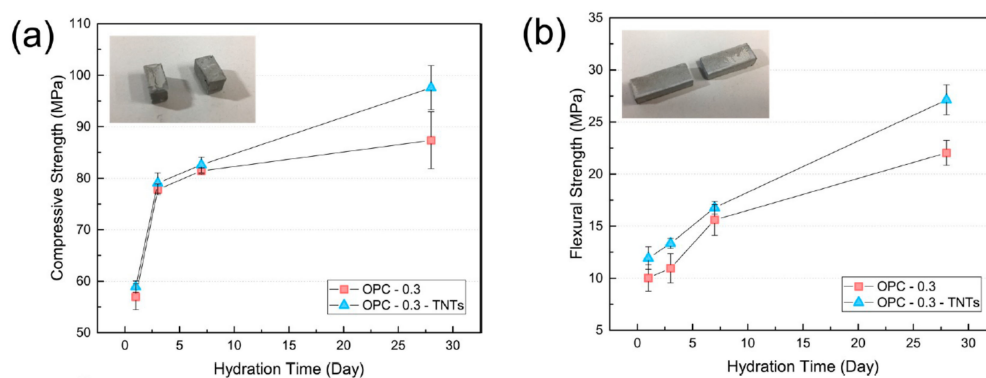 (a)
110
100
90
80
70
60
50
Compressive Strength (MPa)
OPC - 0.3
OPC - 0.3 - TNTs
0 5 10 15 20 25 30
Hydration Time (Day)
(b)
35
30
25
20
15
10
5
Flexural Strength (MPa)
OPC - 0.3
OPC - 0.3 - TNTs
0 5 10 15 20 25 30
Hydration Time (Day)